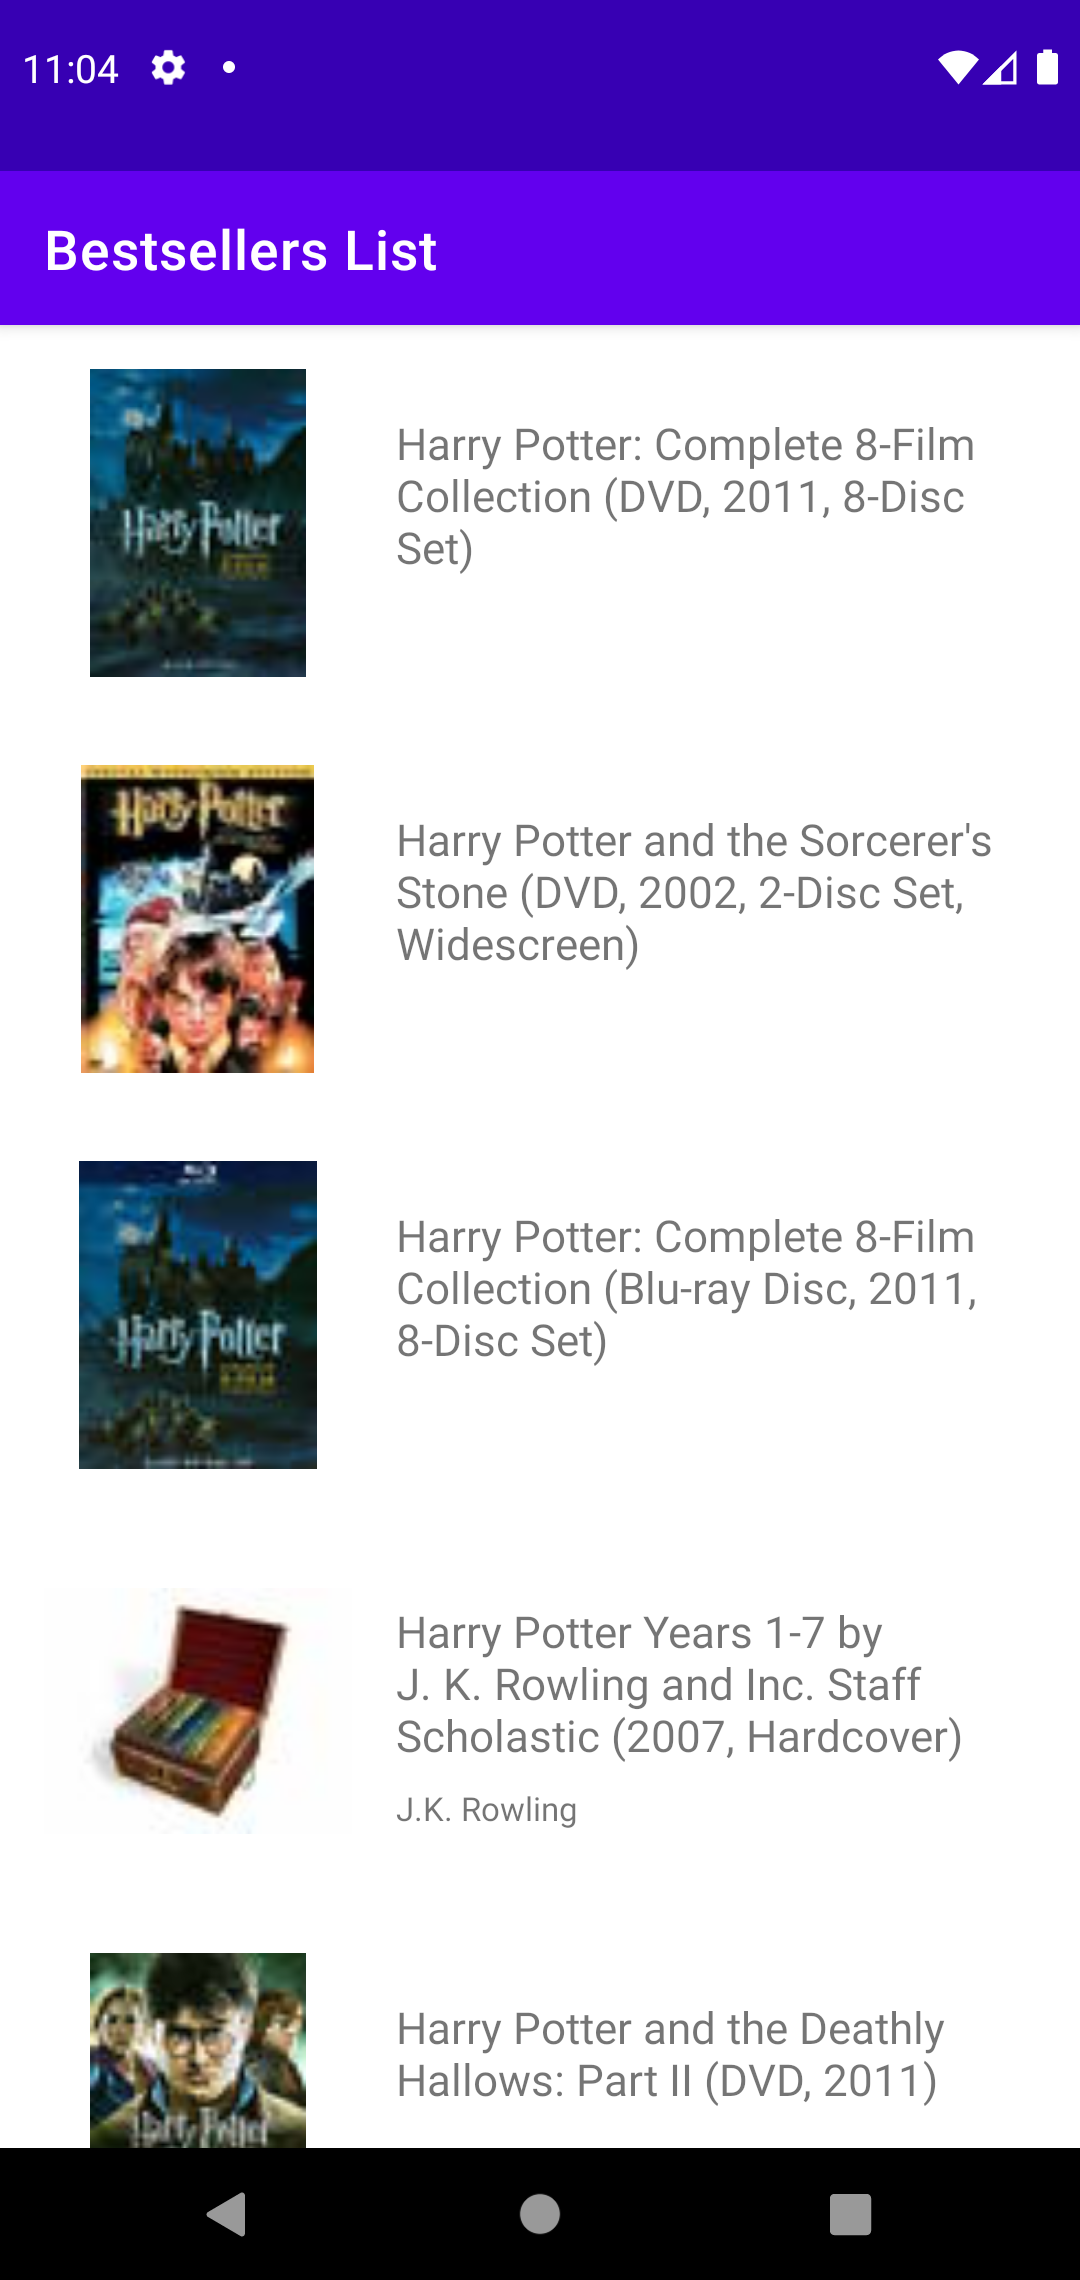 11:04
Bestsellers List
Harry Potter
Harry Potter: Complete 8-Film
Collection (DVD, 2011, 8-Disc
Set)
Harry Potter
Harry Potter and the Sorcerer's
Stone (DVD, 2002, 2-Disc Set,
Widescreen)
Harry Potter
Harry Potter: Complete 8-Film
Collection (Blu-ray Disc, 2011,
8-Disc Set)
Harry Potter Years 1-7 by
J. K. Rowling and Inc. Staff
Scholastic (2007, Hardcover)
J.K. Rowling
Harry Potter and the Deathly
Hallows: Part II (DVD, 2011)
Harry Potter